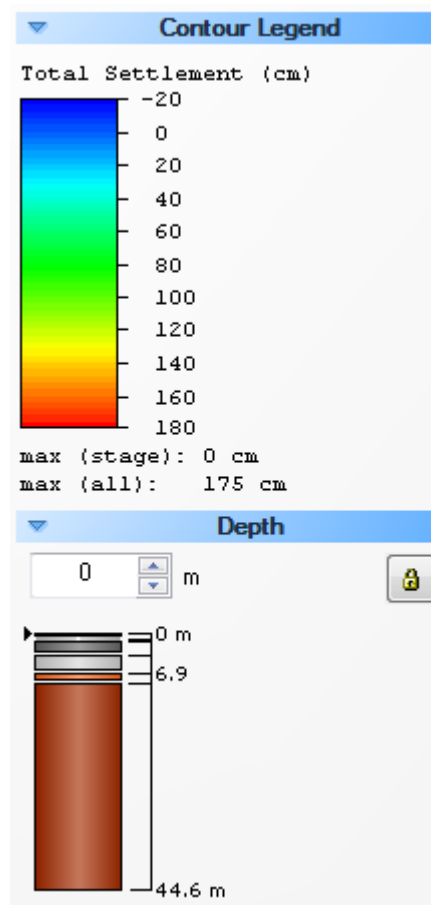 Contour Legend
Total Settlement (cm)
-20
0
20
40
60
80
100
120
140
160
180
max (stage): 0 cm
max (all): 175 cm
Depth
0 m
0 m
6.9
44.6 m